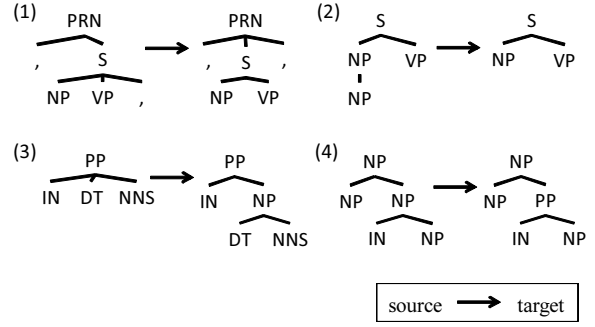 (1) PRN PRN (2) S S
, S , S , NP VP NP VP
NP VP , NP VP NP
(3) PP PP (4) NP NP
IN DT NNS IN NP NP NP NP PP
DT NNS IN NP IN NP
source target